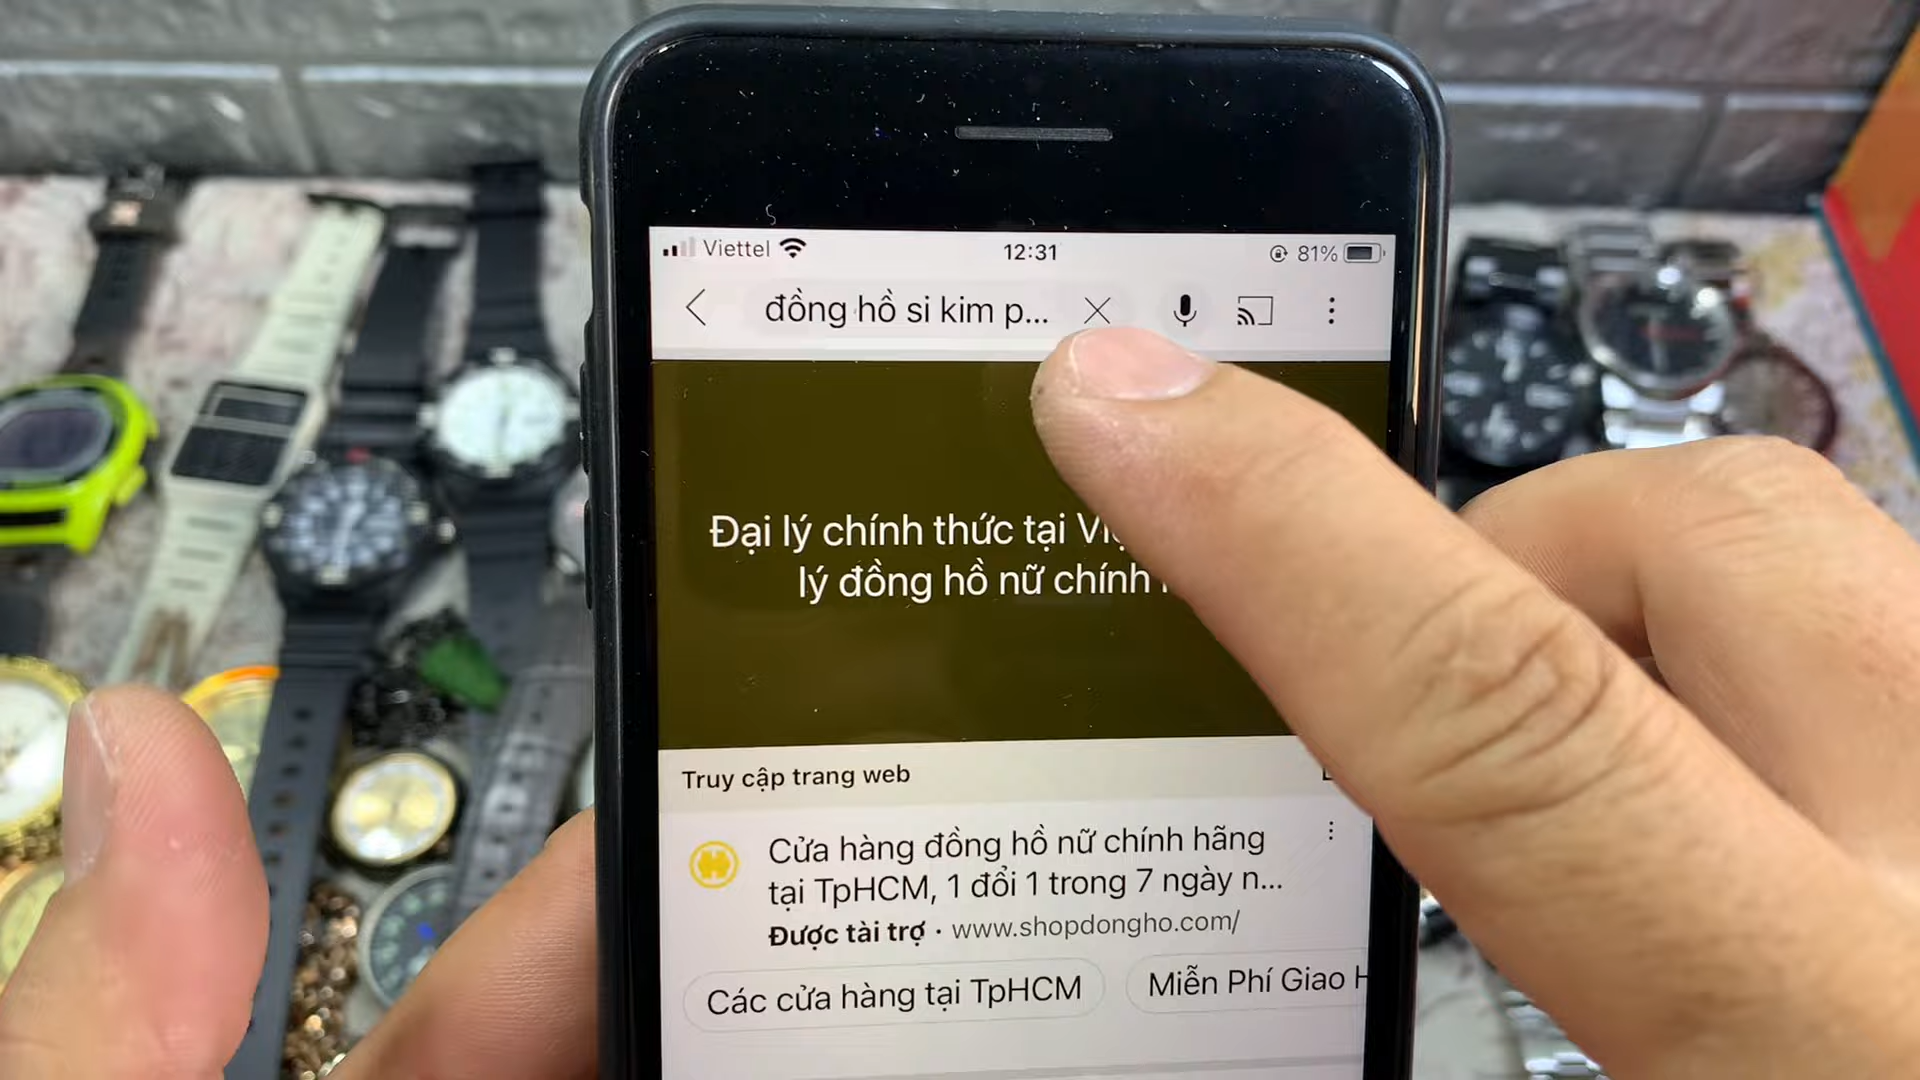 Viettel 12:31 81%
đồng hồ si kim p...
Đại lý chính thức tại
lý đồng hồ nữ chính
Truy cập trang web
Cửa hàng đồng hồ nữ chính hãng
tại TpHCM, 1 đổi 1 trong 7 ngày n...
Được tài trợ · www.shopdongho.com/
Các cửa hàng tại TpHCM Miễn Phí Giao